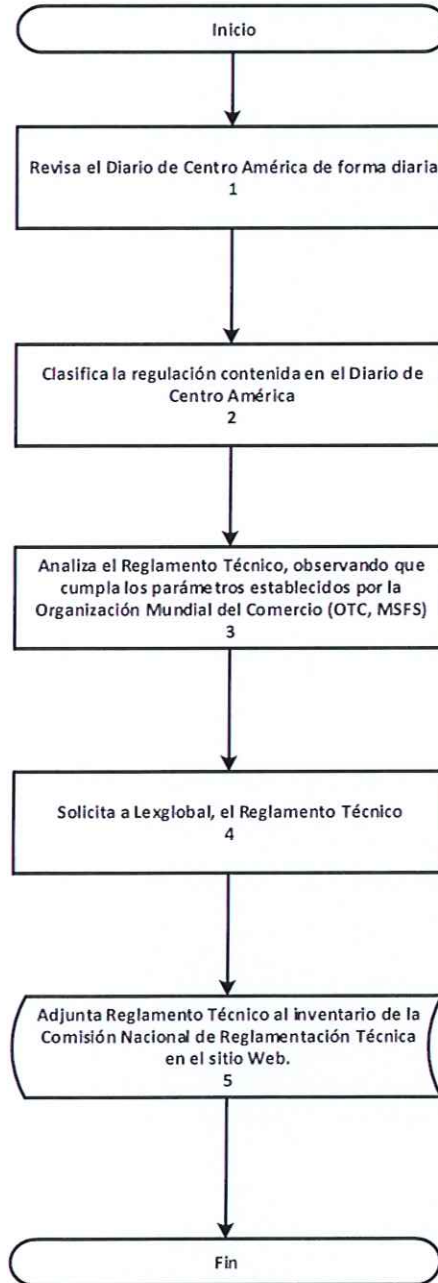 Inicio
Revisa el Diario de Centro América de forma diaria
1
Clasifica la regulación contenida en el Diario de
Centro América
2
Analiza el Reglamento Técnico, observando que
cumpla los parámetros establecidos por la
Organización Mundial del Comercio (OTC, MSFS)
3
Solicita a Lexglobal, el Reglamento Técnico
4
Adjunta Reglamento Técnico al inventario de la
Comisión Nacional de Reglamentación Técnica
en el sitio Web.
5
Fin